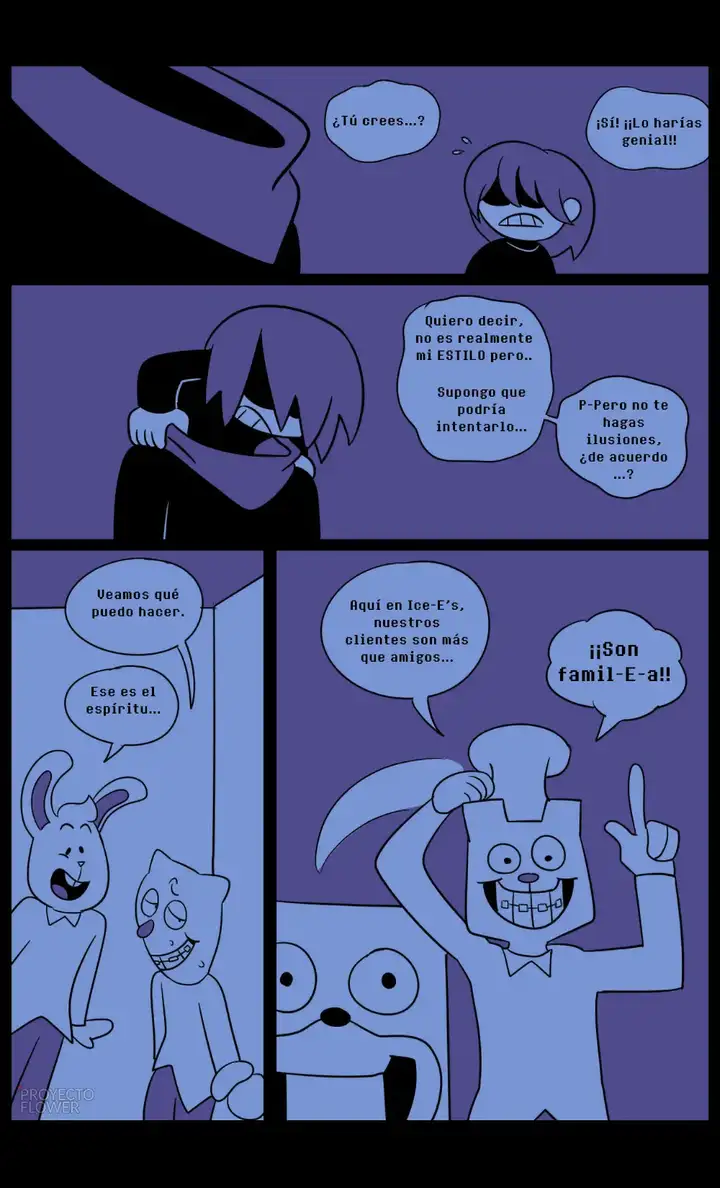 ¿Tú crees...?
¡Sí! ¡¡Lo harías
genial!!
Quiero decir,
no es realmente
mi ESTILO pero..
Supongo que
podría
intentarlo...
P-Pero no te
hagas
ilusiones,
¿de acuerdo
...?
Veamos qué
puedo hacer.
Ese es el
espíritu...
Aquí en Ice-E's,
nuestros
clientes son más
que amigos...
¡¡Son
famil-E-a!!
PROYECTO
FLOWER